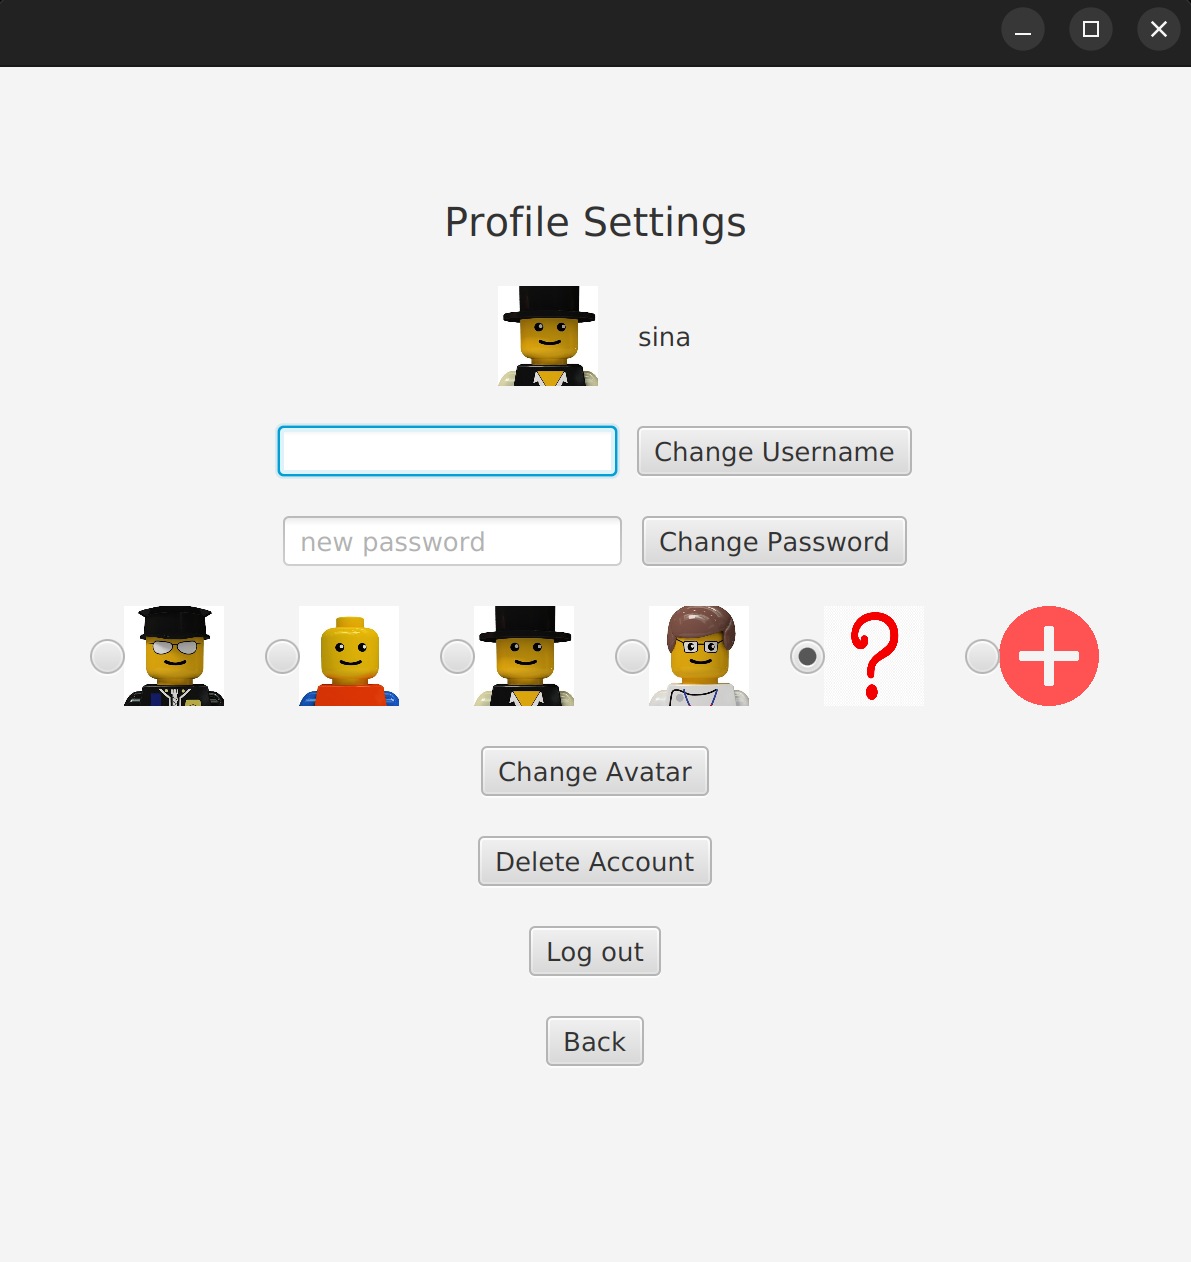 Profile Settings
sina
Change Username
new password
Change Password
?
Change Avatar
Delete Account
Log out
Back